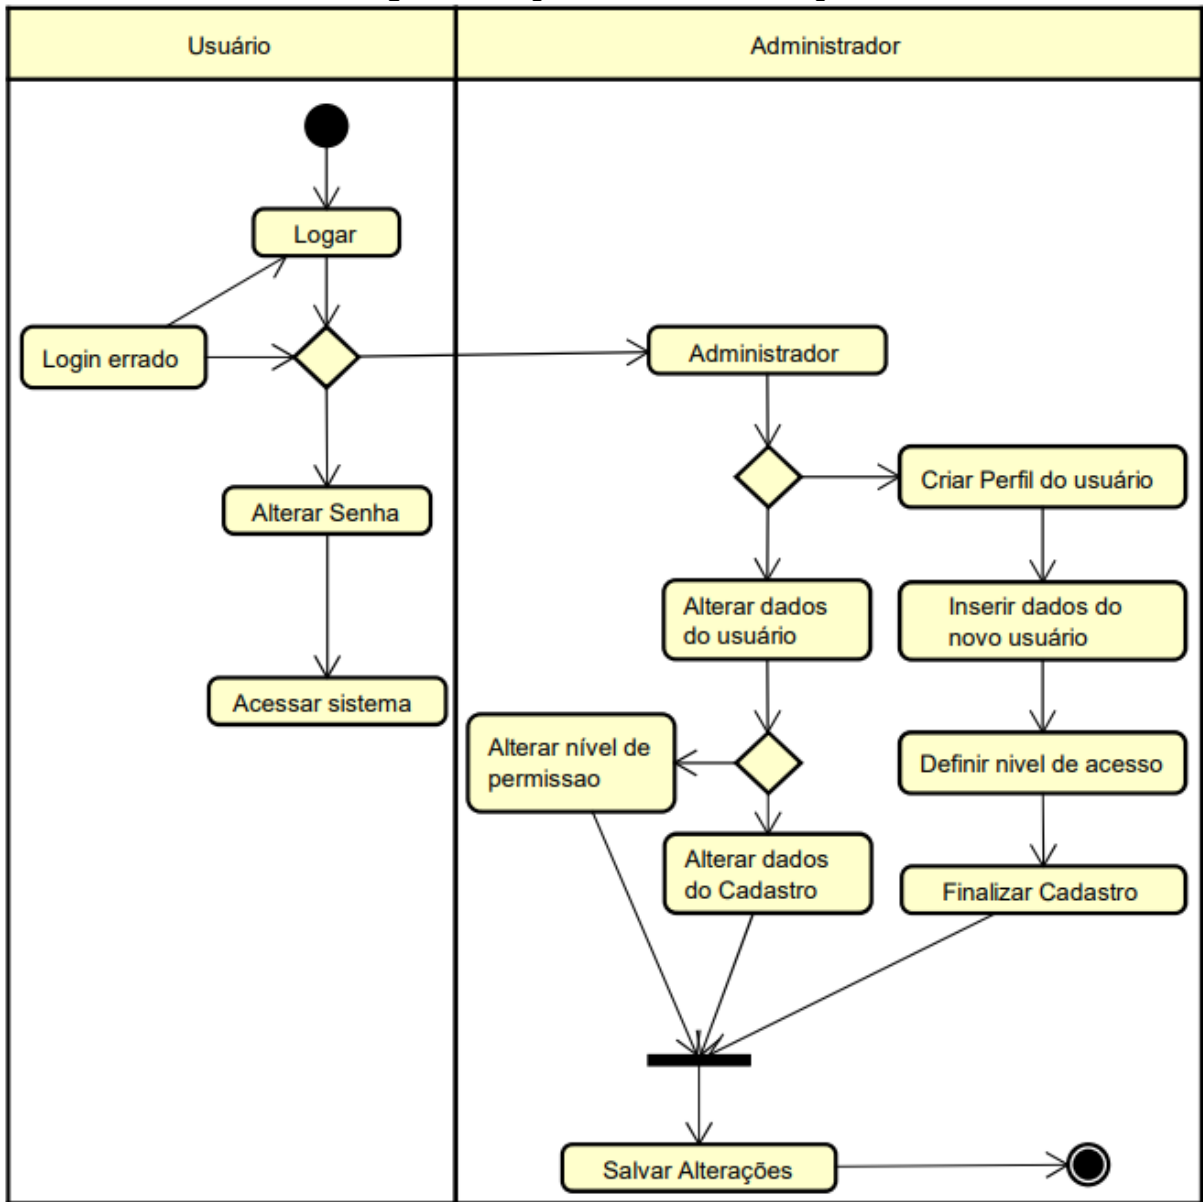 Usuário
Administrador
Logar
Login errado
Administrador
Criar Perfil do usuário
Alterar Senha
Alterar dados
do usuário
Inserir dados do
novo usuário
Acessar sistema
Alterar nível de
permissao
Definir nivel de acesso
Alterar dados
do Cadastro
Finalizar Cadastro
Salvar Alterações